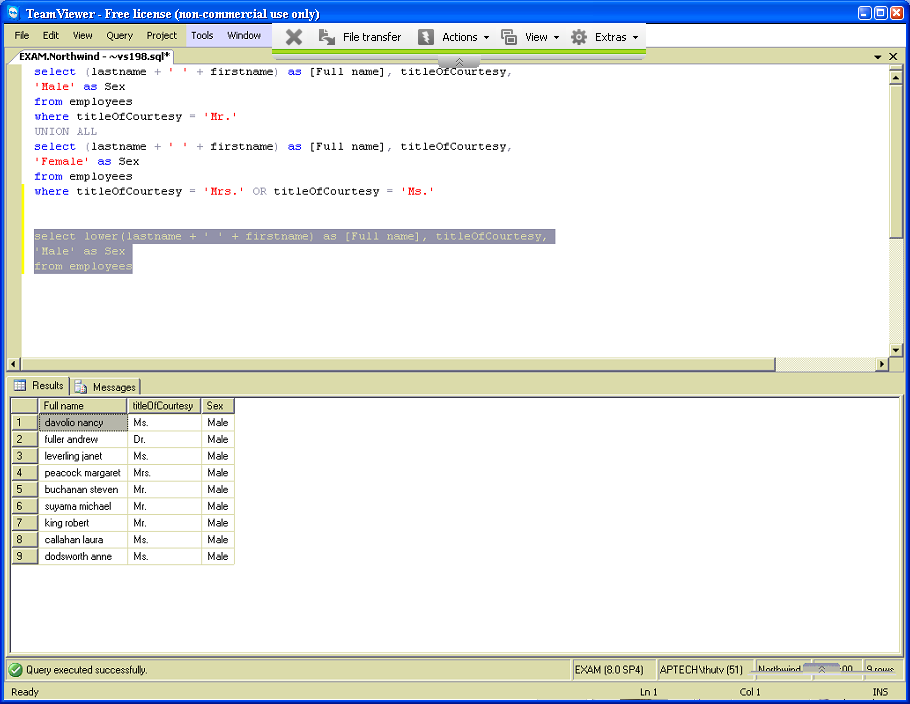 TeamViewer - Free license (non-commercial use only)
File Edit View Query Project Tools Window File transfer Actions View Extras
EXAM.Northwind - ~vs198.sql*
select (lastname + ' ' + firstname) as [Full name], titleOfCourtesy,
'Male' as Sex
from employees
where titleOfCourtesy = 'Mr.'
UNION ALL
select (lastname + ' ' + firstname) as [Full name], titleOfCourtesy,
'Female' as Sex
from employees
where titleOfCourtesy = 'Mrs.' OR titleOfCourtesy = 'Ms.'
select lower(lastname + ' ' + firstname) as [Full name], titleOfCourtesy,
'Male' as Sex
from employees
Results Messages
Full name titleOfCourtesy Sex
1 davolio nancy Ms. Male
2 fuller andrew Dr. Male
3 leverling janet Ms. Male
4 peacock margaret Mrs. Male
5 buchanan steven Mr. Male
6 suyama michael Mr. Male
7 king robert Mr. Male
8 callahan laura Ms. Male
9 dodsworth anne Ms. Male
Query executed successfully. EXAM (8.0 SP4) APTECH\thutv (51) Northwind :00 9 rows
Ready Ln 1 Col 1 INS